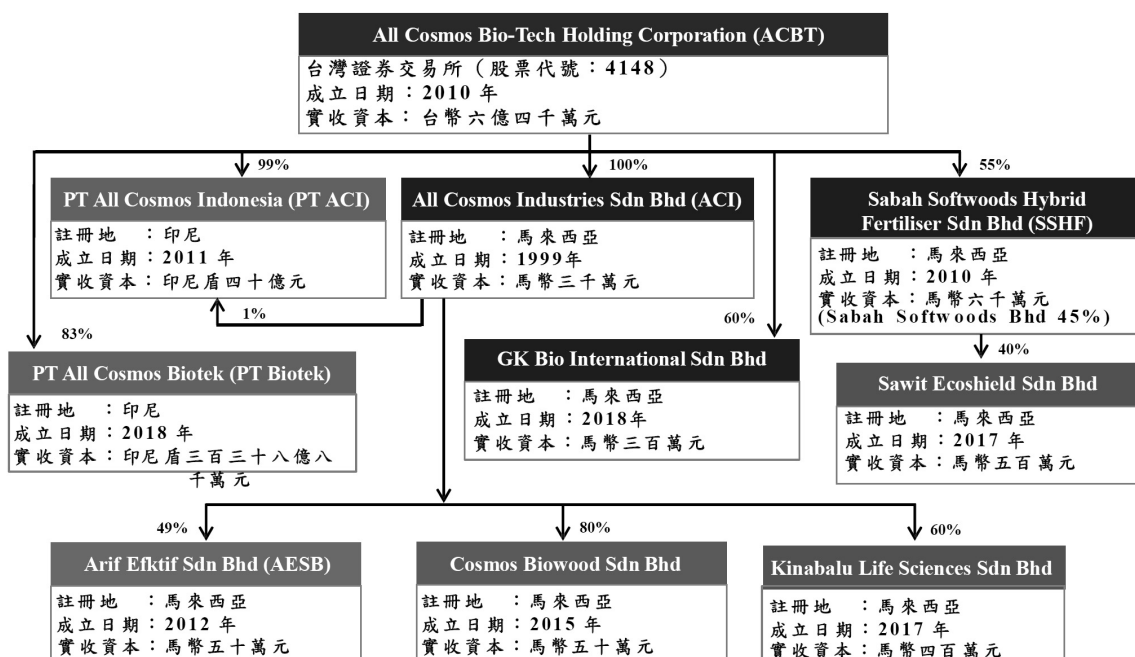 All Cosmos Bio-Tech Holding Corporation (ACBT)
台灣證券交易所（股票代號：4148）
成立日期：2010 年
實收資本：台幣六億四千萬元
99%
100%
55%
PT All Cosmos Indonesia (PT ACI)
註冊地　：印尼
成立日期：2011 年
實收資本：印尼盾四十億元
All Cosmos Industries Sdn Bhd (ACI)
註冊地　：馬來西亞
成立日期：1999年
實收資本：馬幣三千萬元
Sabah Softwoods Hybrid
Fertiliser Sdn Bhd (SSHF)
註冊地　：馬來西亞
成立日期：2010 年
實收資本：馬幣六千萬元
(Sabah Softwoods Bhd 45%)
1%
83%
60%
40%
PT All Cosmos Biotek (PT Biotek)
註冊地　：印尼
成立日期：2018 年
實收資本：印尼盾三百三十八億八
千萬元
GK Bio International Sdn Bhd
註冊地　：馬來西亞
成立日期：2018年
實收資本：馬幣三百萬元
Sawit Ecoshield Sdn Bhd
註冊地　：馬來西亞
成立日期：2017 年
實收資本：馬幣五百萬元
49%
80%
60%
Arif Efktif Sdn Bhd (AESB)
註冊地　：馬來西亞
成立日期：2012 年
實收資本：馬幣五十萬元
Cosmos Biowood Sdn Bhd
註冊地　：馬來西亞
成立日期：2015 年
實收資本：馬幣五十萬元
Kinabalu Life Sciences Sdn Bhd
註冊地　：馬來西亞
成立日期：2017 年
實收資本：馬幣四百萬元